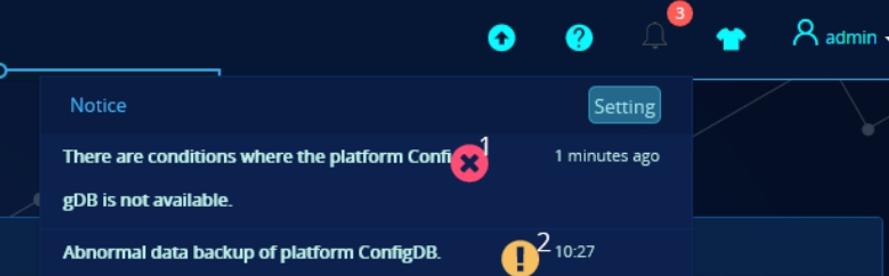 3
admin
Notice
Setting
There are conditions where the platform Confi 1 1 minutes ago
gDB is not available.
Abnormal data backup of platform ConfigDB. 2 10:27